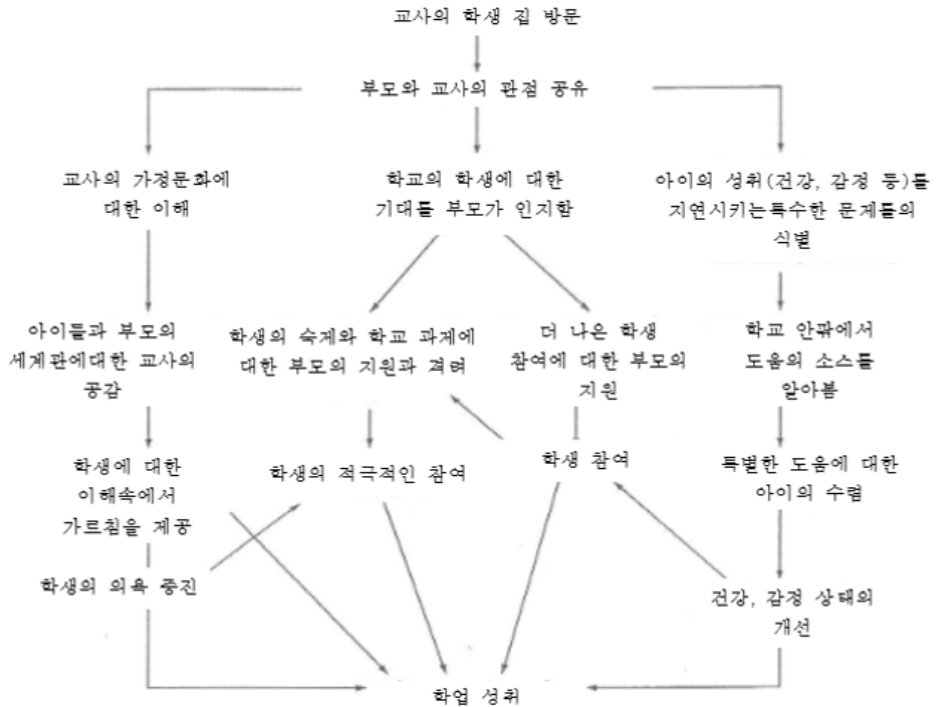 교사의 학생 집 방문
부모와 교사의 관점 공유
교사의 가정문화에
대한 이해
학교의 학생에 대한
기대를 부모가 인지함
아이의 성취(건강, 감정 등)를
지연시키는특수한 문제들의
식별
아이들과 부모의
세계관에대한 교사의
공감
학생의 숙제와 학교 과제에
대한 부모의 지원과 격려
더 나은 학생
참여에 대한 부모의
지원
학교 안팎에서
도움의 소스를
알아봄
학생에 대한
이해속에서
가르침을 제공
학생의 적극적인 참여
학생 참여
특별한 도움에 대한
아이의 수렴
학생의 의욕 증진
건강, 감정 상태의
개선
학업 성취